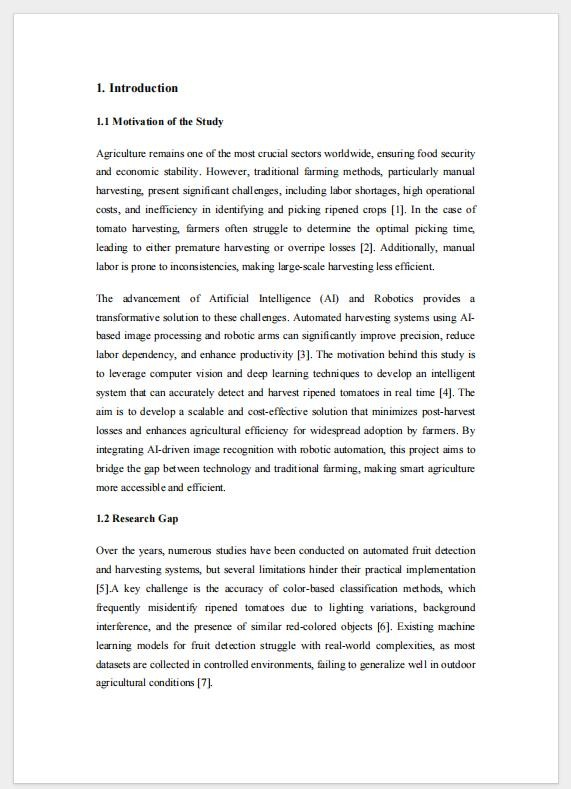 1. Introduction
1.1 Motivation of the Study
Agriculture remains one of the most crucial sectors worldwide, ensuring food security
and economic stability. However, traditional farming methods, particularly manual
harvesting, present significant challenges, including labor shortages, high operational
costs, and inefficiency in identifying and picking ripened crops [1]. In the case of
tomato harvesting, farmers often struggle to determine the optimal picking time,
leading to either premature harvesting or overripe losses [2]. Additionally, manual
labor is prone to inconsistencies, making large-scale harvesting less efficient.
The advancement of Artificial Intelligence (AI) and Robotics provides a
transformative solution to these challenges. Automated harvesting systems using AI-
based image processing and robotic arms can significantly improve precision, reduce
labor dependency, and enhance productivity [3]. The motivation behind this study is
to leverage computer vision and deep learning techniques to develop an intelligent
system that can accurately detect and harvest ripened tomatoes in real time [4]. The
aim is to develop a scalable and cost-effective solution that minimizes post-harvest
losses and enhances agricultural efficiency for widespread adoption by farmers. By
integrating AI-driven image recognition with robotic automation, this project aims to
bridge the gap between technology and traditional farming, making smart agriculture
more accessible and efficient.
1.2 Research Gap
Over the years, numerous studies have been conducted on automated fruit detection
and harvesting systems, but several limitations hinder their practical implementation
[5].A key challenge is the accuracy of color-based classification methods, which
frequently misidentify ripened tomatoes due to lighting variations, background
interference, and the presence of similar red-colored objects [6]. Existing machine
learning models for fruit detection struggle with real-world complexities, as most
datasets are collected in controlled environments, failing to generalize well in outdoor
agricultural conditions [7].